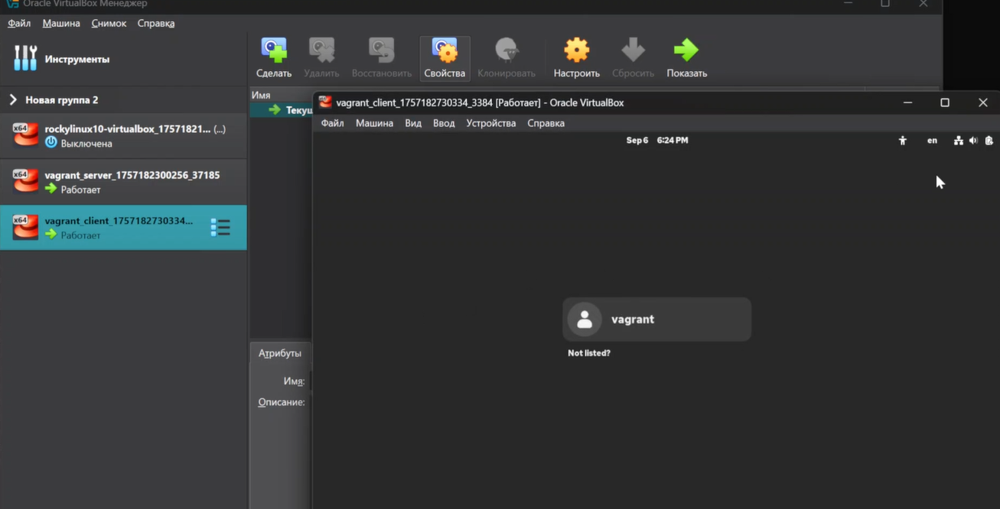 Oracle VirtualBox Менеджер
Файл Машина Снимок Справка
Инструменты
Сделать Удалить Восстановить Свойства Клонировать Настроить Сбросить Показать
Новая группа 2
x64 rockylinux10-virtualbox_17571821... (...)
Выключена
x64 vagrant_server_1757182300256_37185
Работает
x64 vagrant_client_1757182730334...
Работает
Имя
Текущ
Атрибуты
Имя:
Описание:
vagrant_client_1757182730334_3384 [Работает] - Oracle VirtualBox
Файл Машина Вид Ввод Устройства Справка
Sep 6 6:24 PM en
vagrant
Not listed?